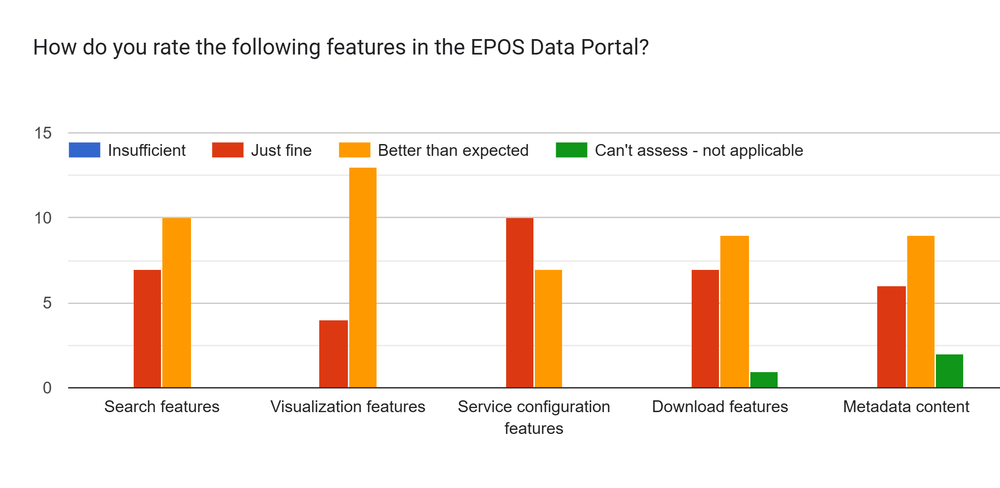 How do you rate the following features in the EPOS Data Portal?
15
Insufficient Just fine Better than expected Can't assess - not applicable
10
5
0
Search features Visualization features Service configuration features Download features Metadata content